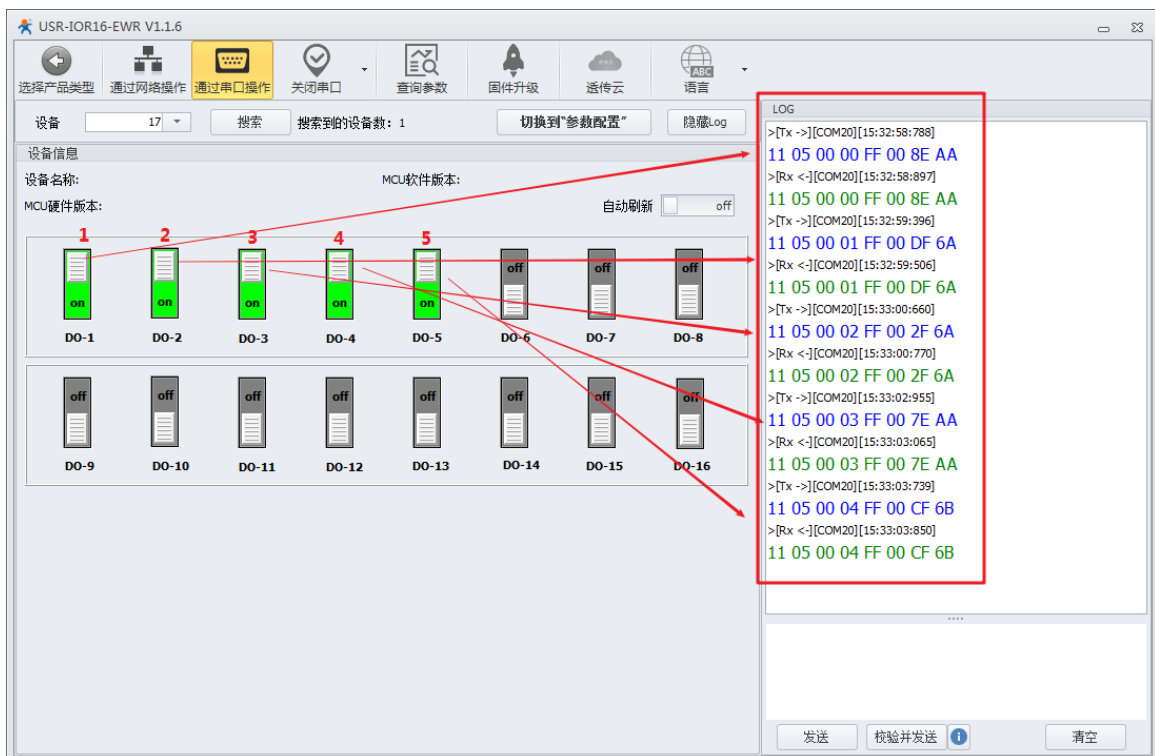 USR-IOR16-EWR V1.1.6
选择产品类型 通过网络操作 通过串口操作 关闭串口 查询参数 固件升级 透传云 ABC 语言
设备 17 搜索 搜索到的设备数: 1 切换到"参数配置" 隐藏Log
设备信息
设备名称: MCU软件版本:
MCU硬件版本: 自动刷新 off
1 2 3 4 5
off off off
on on on on on
DO-1 DO-2 DO-3 DO-4 DO-5 DO-6 DO-7 DO-8
off off off off off off off off
DO-9 DO-10 DO-11 DO-12 DO-13 DO-14 DO-15 DO-16
LOG
>[Tx ->][COM20][15:32:58:788]
11 05 00 00 FF 00 8E AA
>[Rx <-][COM20][15:32:58:897]
11 05 00 00 FF 00 8E AA
>[Tx ->][COM20][15:32:59:396]
11 05 00 01 FF 00 DF 6A
>[Rx <-][COM20][15:32:59:506]
11 05 00 01 FF 00 DF 6A
>[Tx ->][COM20][15:33:00:660]
11 05 00 02 FF 00 2F 6A
>[Rx <-][COM20][15:33:00:770]
11 05 00 02 FF 00 2F 6A
>[Tx ->][COM20][15:33:02:955]
11 05 00 03 FF 00 7E AA
>[Rx <-][COM20][15:33:03:065]
11 05 00 03 FF 00 7E AA
>[Tx ->][COM20][15:33:03:739]
11 05 00 04 FF 00 CF 6B
>[Rx <-][COM20][15:33:03:850]
11 05 00 04 FF 00 CF 6B
发送 校验并发送 清空